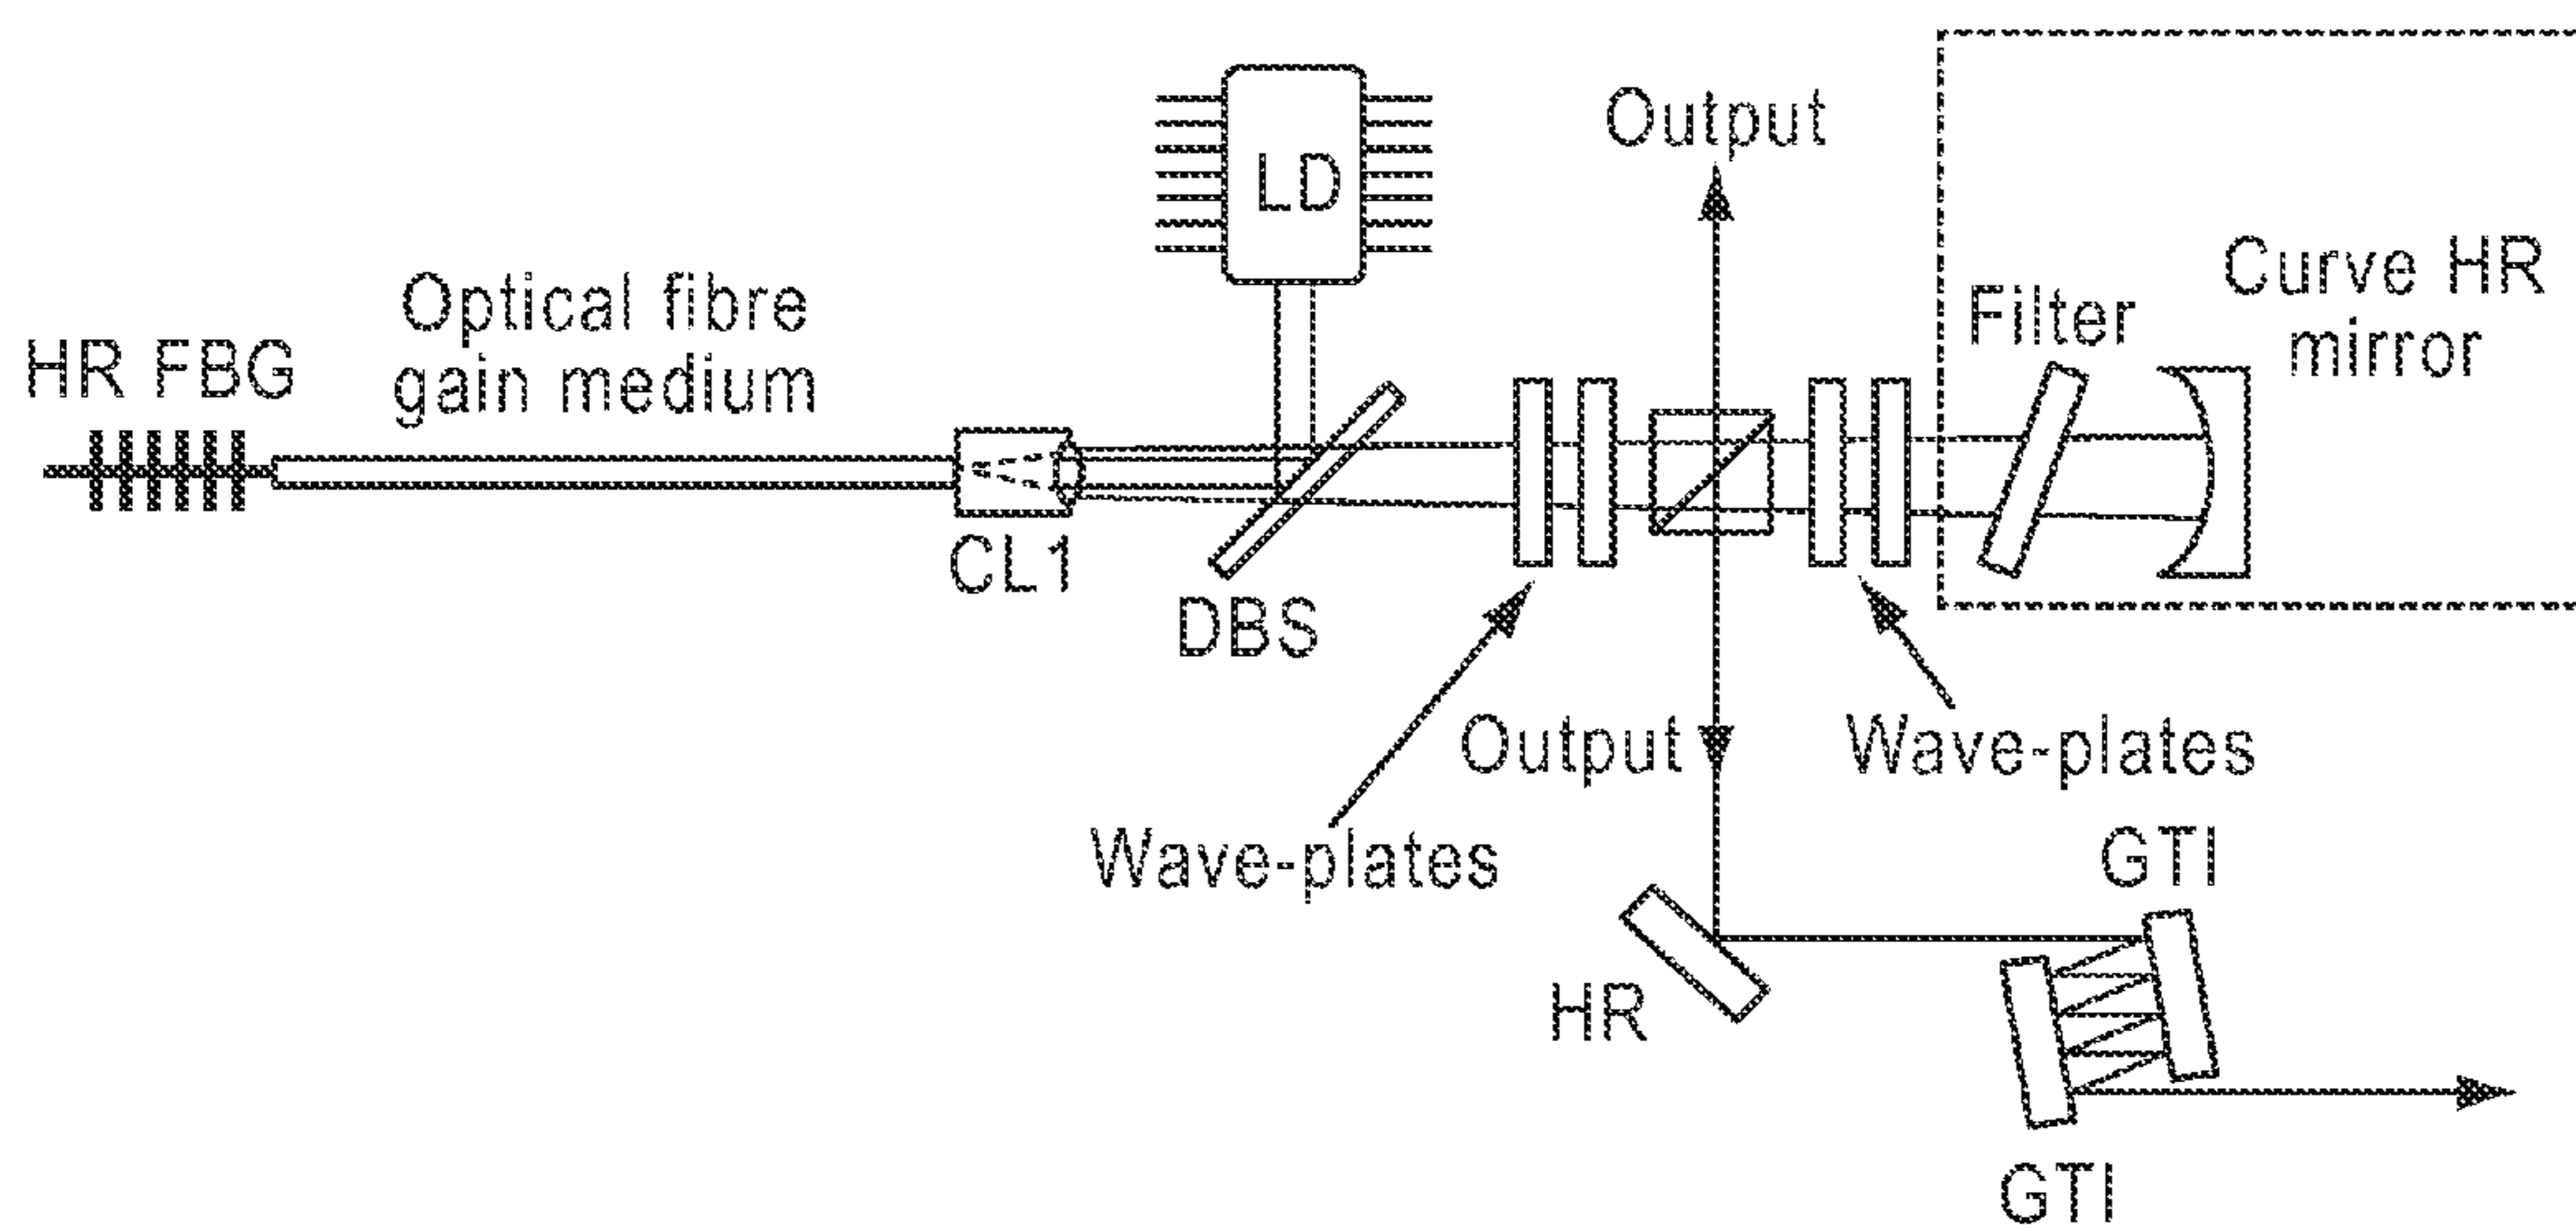 Output
LD
Curve HR
mirror
Filter
Optical fibre
gain medium
HR FBG
CL1
DBS
Output
Wave-plates
Wave-plates
GTI
HR
GTI